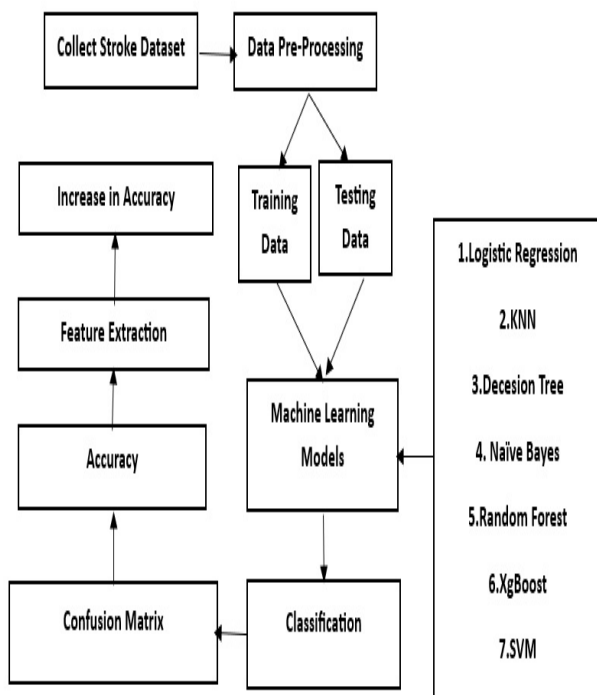 Collect Stroke Dataset
Data Pre-Processing
Training
Data
Testing
Data
Increase in Accuracy
Feature Extraction
Accuracy
Confusion Matrix
Machine Learning
Models
Classification
1.Logistic Regression
2.KNN
3.Decesion Tree
4. Naïve Bayes
5.Random Forest
6.XgBoost
7.SVM